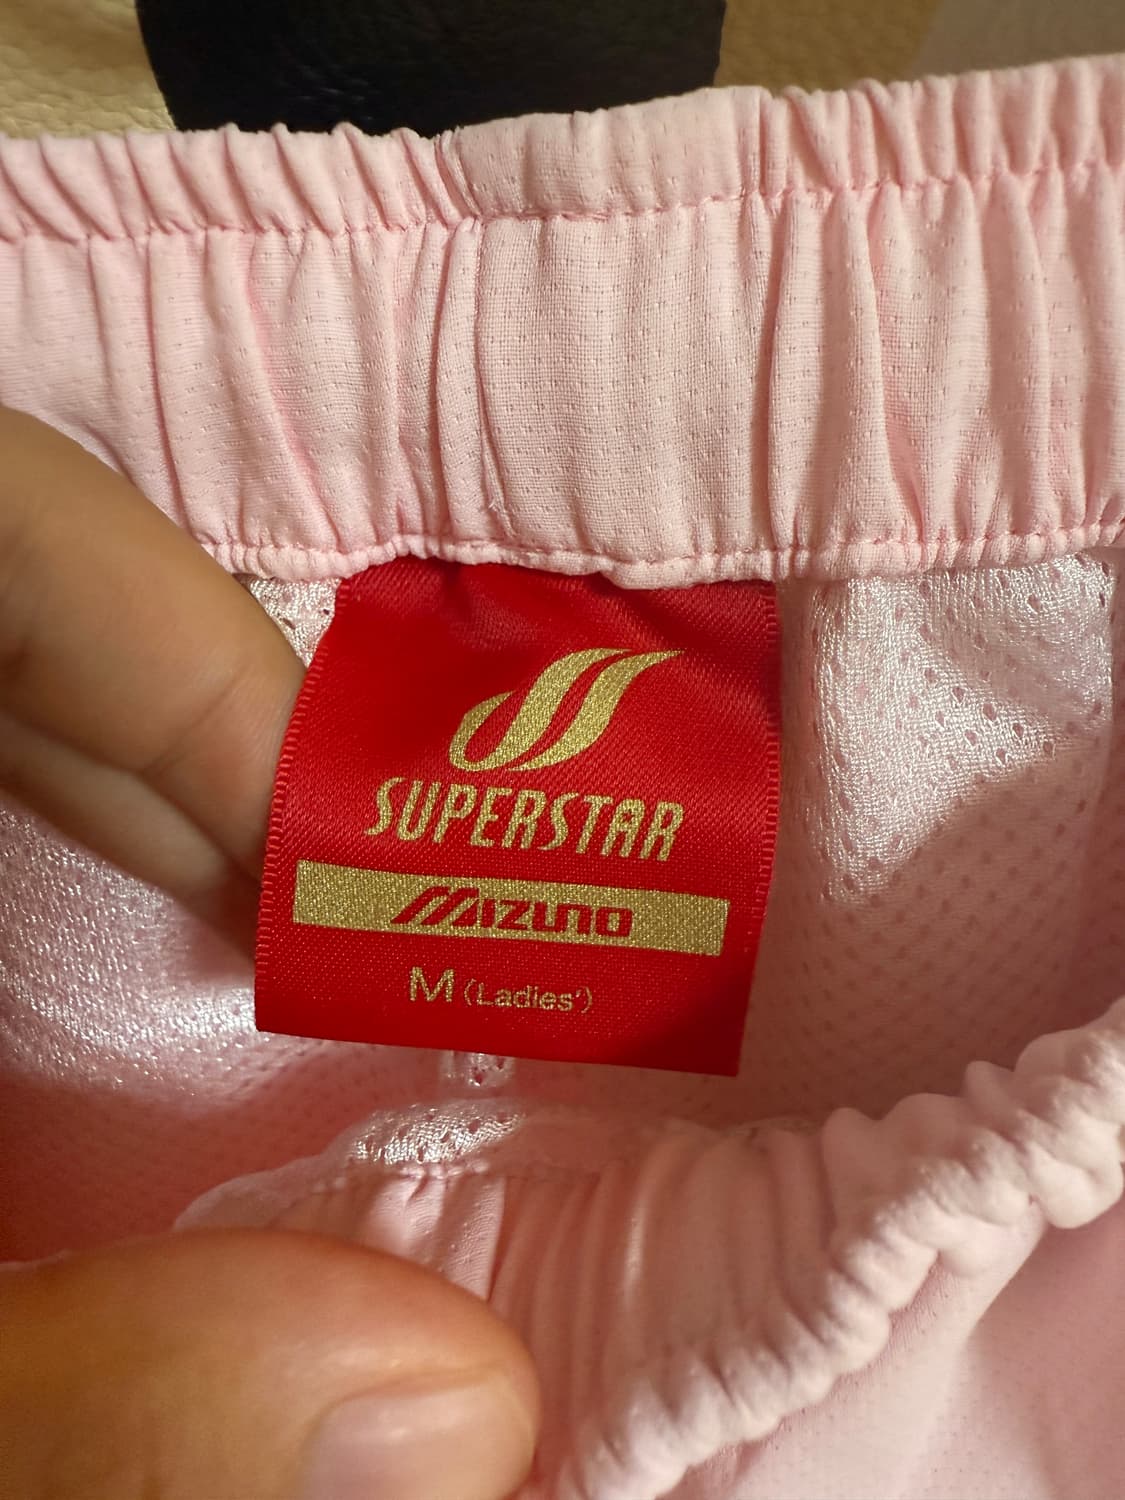 SUPERSTAR
MIZUNO
M (Ladies')